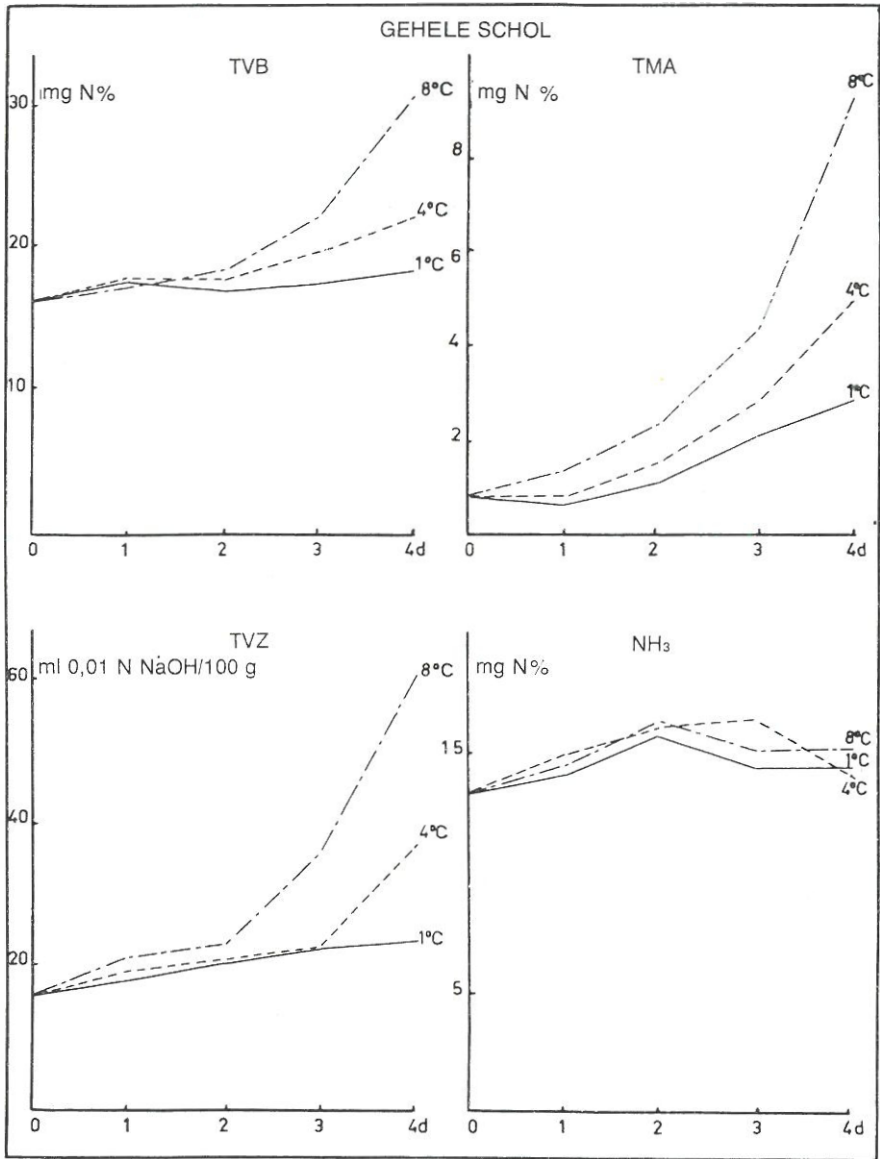 GEHELE SCHOL
TVB
mg N%
30
20
10
8°C
4°C
1°C
0 1 2 3 4d
TMA
mg N %
8
6
4
2
8°C
4°C
1°C
0 1 2 3 4d
TVZ
ml 0,01 N NaOH/100 g
60
40
20
8°C
4°C
1°C
0 1 2 3 4d
NH₃
mg N%
15
5
8°C
1°C
4°C
0 1 2 3 4d